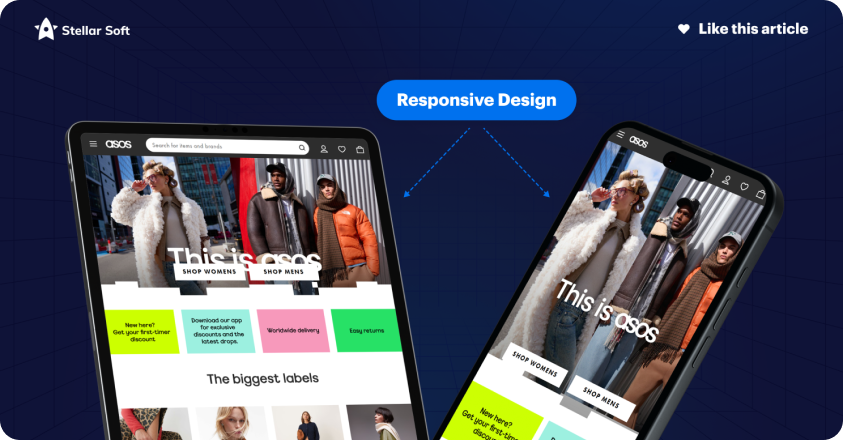 Stellar Soft
Like this article
Responsive Design
asos
Search for items and brands
This is asos
SHOP WOMENS
SHOP MENS
New here?
Get your first-timer
discount
Download our app
for exclusive
discounts and the
latest drops.
Worldwide delivery
Easy returns
The biggest labels
asos
This is asos
SHOP WOMENS
SHOP MENS
New here?
Get your first-timer
discount
Download